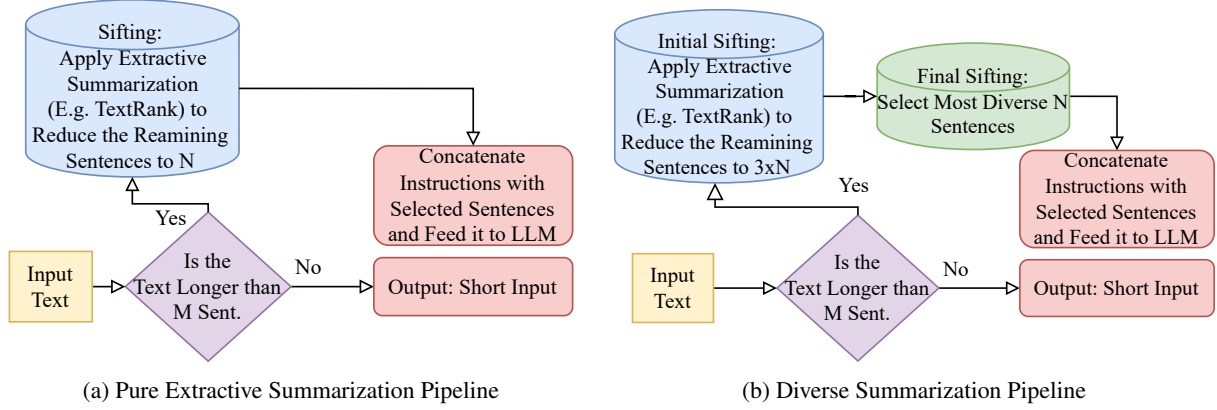 Sifting:
Apply Extractive
Summarization
(E.g. TextRank) to
Reduce the Reamining
Sentences to N
Concatenate
Instructions with
Selected Sentences
and Feed it to LLM
Yes
Input
Text
Is the
Text Longer than
M Sent.
No
Output: Short Input
(a) Pure Extractive Summarization Pipeline
Initial Sifting:
Apply Extractive
Summarization
(E.g. TextRank) to
Reduce the Reamining
Sentences to 3xN
Final Sifting:
Select Most Diverse N
Sentences
Concatenate
Instructions with
Selected Sentences
and Feed it to LLM
Yes
Input
Text
Is the
Text Longer than
M Sent.
No
Output: Short Input
(b) Diverse Summarization Pipeline